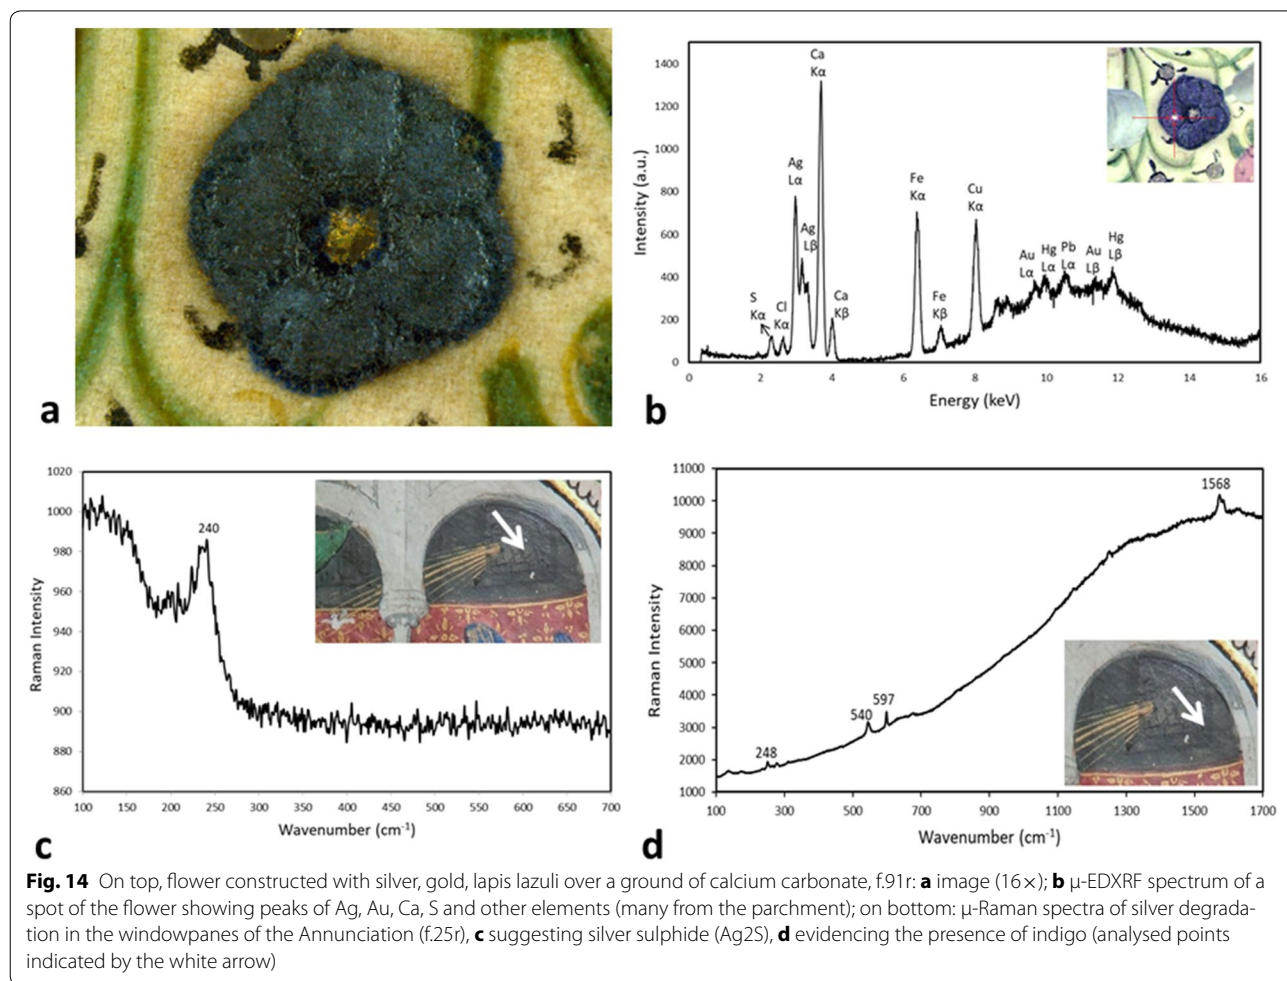 a
b
Intensity (a.u.)
1400
1200
1000
800
600
400
200
0
0 2 4 6 8 10 12 14 16
Energy (keV)
S
Kα
Cl
Kα
Ag
Lα
Ag
Lβ
Ca
Kα
Ca
Kβ
Fe
Kα
Fe
Kβ
Cu
Kα
Au
Lα
Hg
Lα
Pb
Lα
Au
Lβ
Hg
Lβ
c
Raman Intensity
1020
1000
980
960
940
920
900
880
860
240
100 150 200 250 300 350 400 450 500 550 600 650 700
Wavenumber (cm-1)
d
Raman Intensity
11000
10000
9000
8000
7000
6000
5000
4000
3000
2000
1000
248
540
597
1568
100 300 500 700 900 1100 1300 1500 1700
Wavenumber (cm-1)
Fig. 14 On top, flower constructed with silver, gold, lapis lazuli over a ground of calcium carbonate, f.91r: a image (16×); b µ-EDXRF spectrum of a
spot of the flower showing peaks of Ag, Au, Ca, S and other elements (many from the parchment); on bottom: µ-Raman spectra of silver degrada-
tion in the windowpanes of the Annunciation (f.25r), c suggesting silver sulphide (Ag2S), d evidencing the presence of indigo (analysed points
indicated by the white arrow)